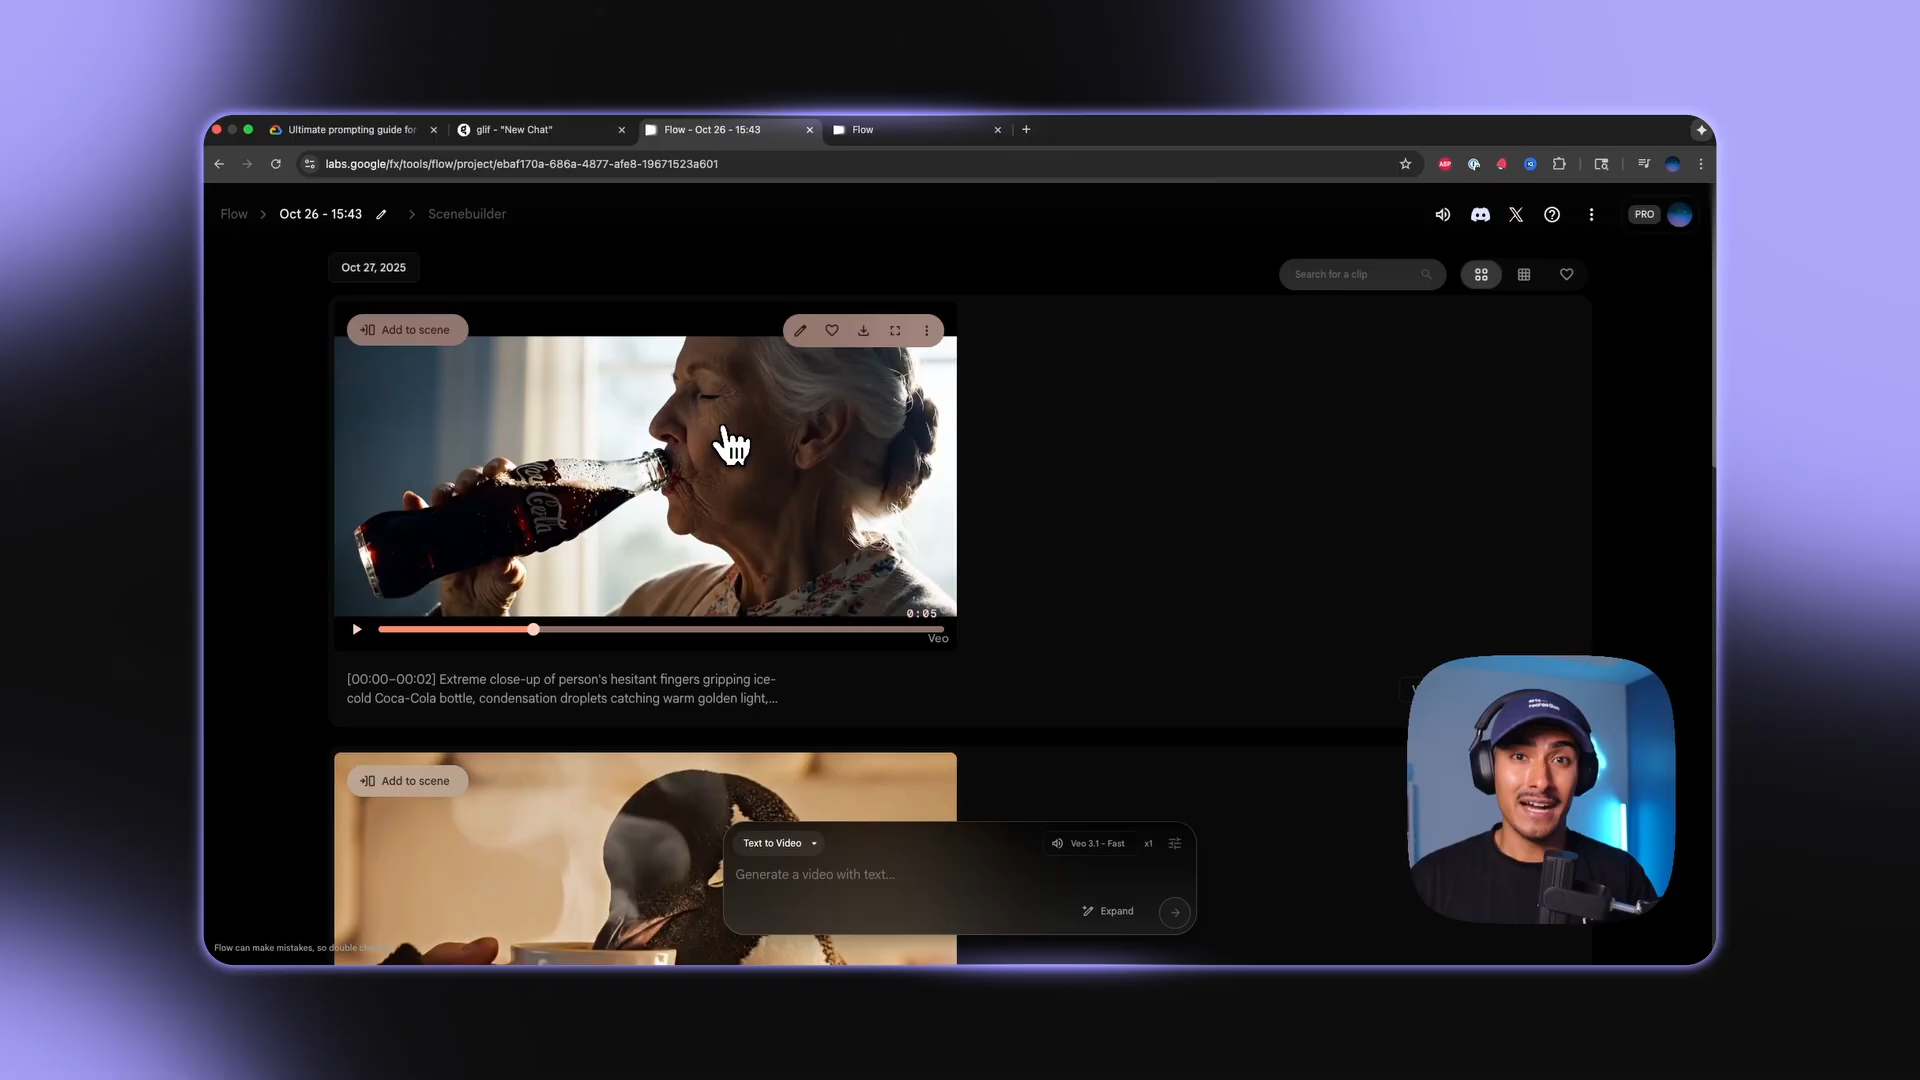 Ultimate prompting guide for
glif - "New Chat"
Flow - Oct 26 - 15:43
Flow
labs.google/fx/tools/flow/project/ebaf170a-686a-4877-afe8-19671523a601
ABP
Flow
Oct 26 - 15:43
Scenebuilder
PRO
Oct 27, 2025
Search for a clip
Add to scene
Coca-Cola
0:05
Veo
[00:00–00:02] Extreme close-up of person's hesitant fingers gripping ice-
cold Coca-Cola bottle, condensation droplets catching warm golden light,...
Add to scene
Text to Video
Veo 3.1 - Fast
x1
Generate a video with text...
Expand
Flow can make mistakes, so double